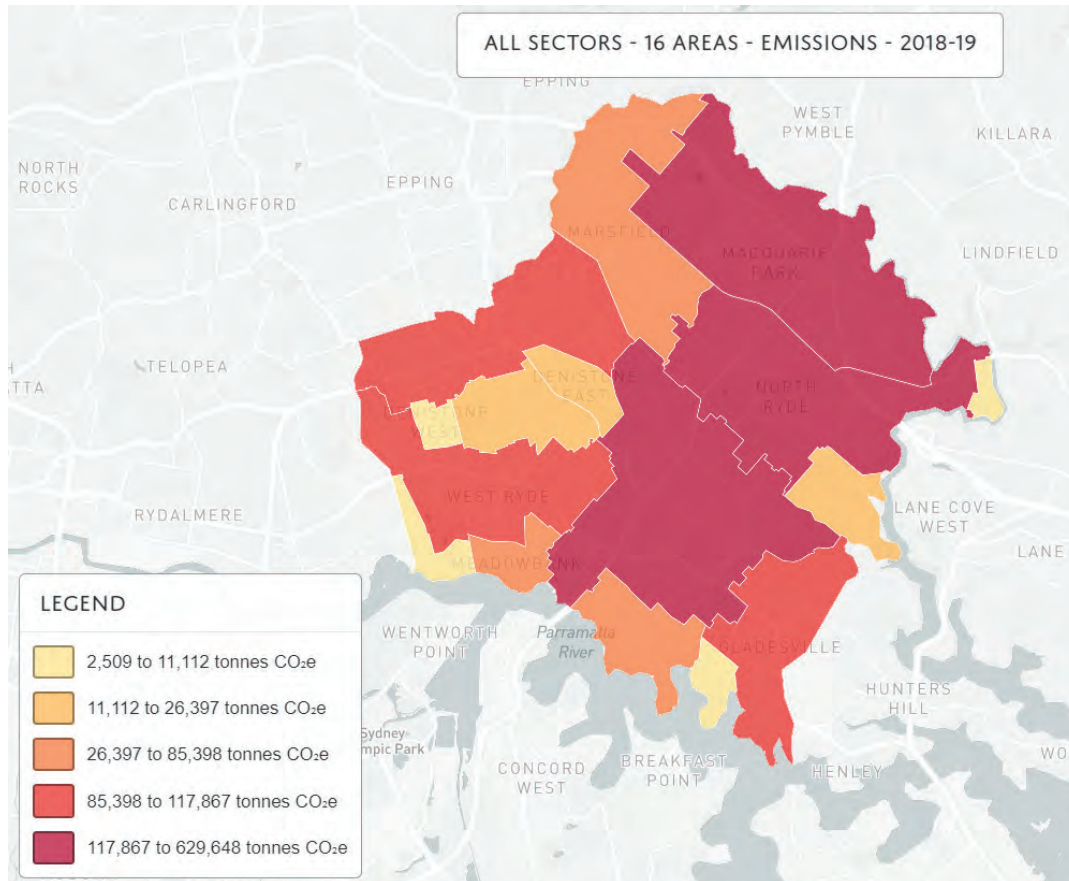 ALL SECTORS - 16 AREAS - EMISSIONS - 2018-19
EPPING
WEST
PYMBLE
KILLARA
NORTH
ROCKS
EPPING
CARLINGFORD
MARSFIELD
MACQUARIE
PARK
LINDFIELD
TELOPEA
ATTA
DENISTONE
EAST
NORTH
RYDE
DENISTONE
WEST
WEST RYDE
LANE COVE
WEST
RYDALMERE
LANE
MEADOWBANK
WENTWORTH
POINT
Parramatta
River
GLADESVILLE
HUNTERS
HILL
Sydney
mpic Park
CONCORD
WEST
BREAKFAST
POINT
HENLEY
WO
LEGEND
2,509 to 11,112 tonnes CO₂e
11,112 to 26,397 tonnes CO₂e
26,397 to 85,398 tonnes CO₂e
85,398 to 117,867 tonnes CO₂e
117,867 to 629,648 tonnes CO₂e